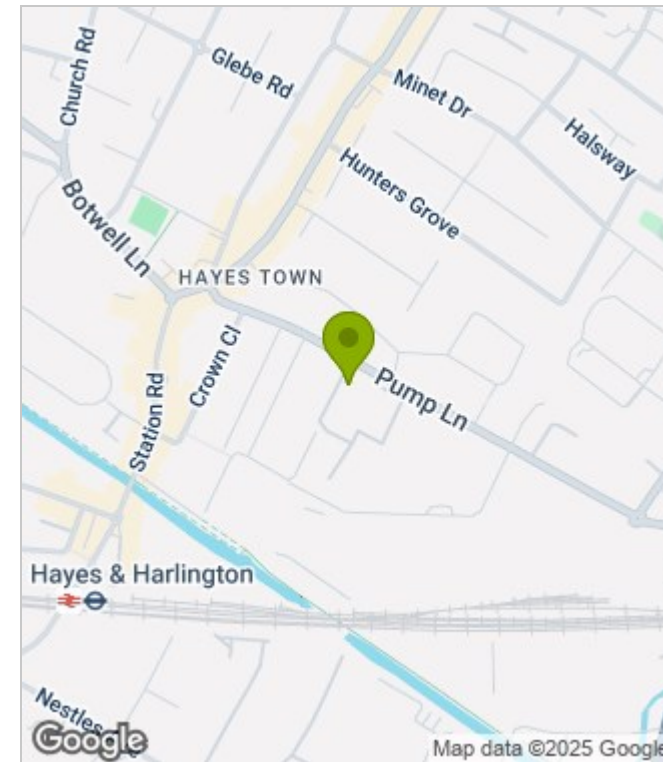 Church Rd
Glebe Rd
Minet Dr
Halsway
Hunters Grove
Botwell Ln
HAYES TOWN
Crown Cl
Pump Ln
Station Rd
Hayes & Harlington
Google
Map data ©2025 Google